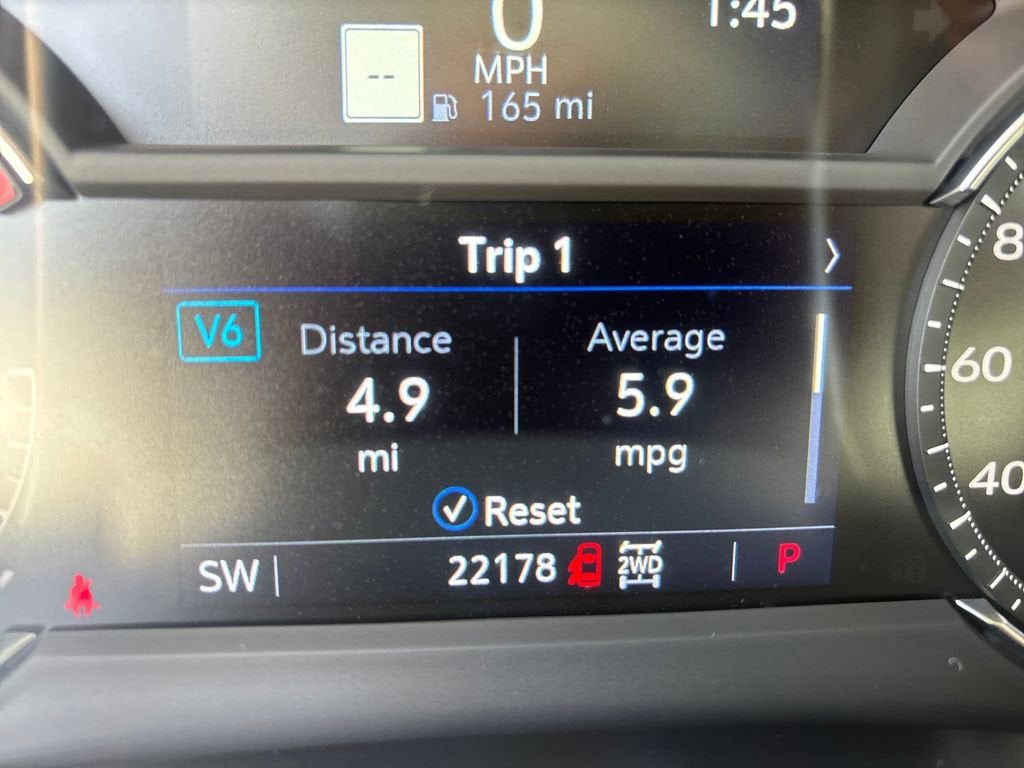 0
1:45
--
MPH
165 mi
Trip 1
V6
Distance
Average
4.9
5.9
mi
mpg
Reset
SW
22178
2WD
P
8
60
40